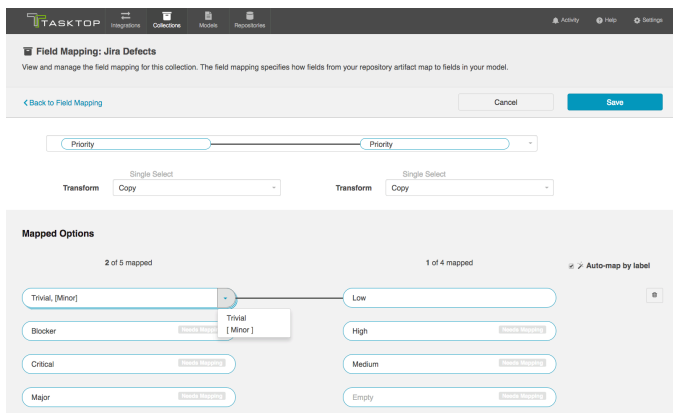 TASKTOP
Integrations
Collections
Models
Repositories
Activity
Help
Settings
Field Mapping: Jira Defects
View and manage the field mapping for this collection. The field mapping specifies how fields from your repository artifact map to fields in your model.
Back to Field Mapping
Cancel
Save
Priority
Priority
Single Select
Single Select
Transform
Copy
Transform
Copy
Mapped Options
2 of 5 mapped
1 of 4 mapped
Auto-map by label
Trivial, [Minor]
Low
Trivial
[ Minor ]
Blocker
Needs Mapping
High
Needs Mapping
Critical
Needs Mapping
Medium
Needs Mapping
Major
Needs Mapping
Empty
Needs Mapping